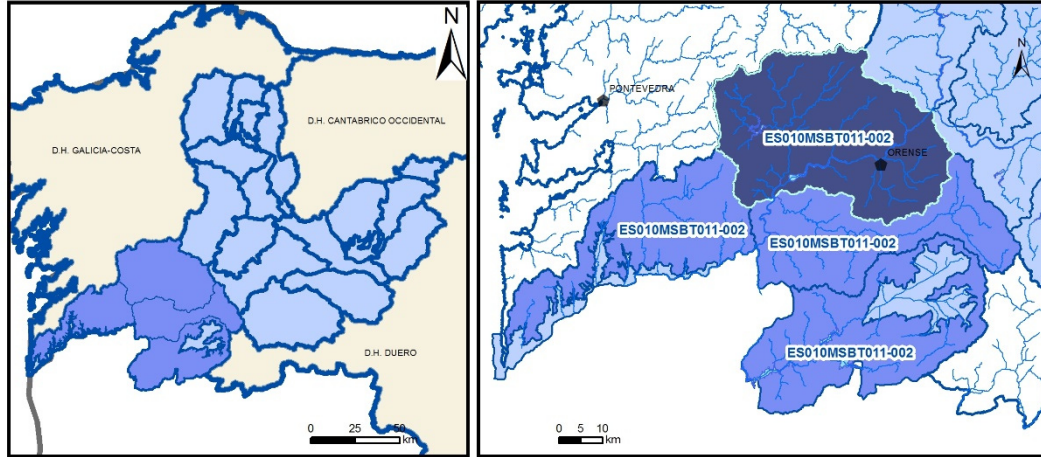 N
D.H. CANTABRICO OCCIDENTAL
D.H. GALICIA-COSTA
D.H. DUERO
0 25 50
km
N
PONTEVEDRA
ES010MSBT011-002
ORENSE
ES010MSBT011-002
ES010MSBT011-002
ES010MSBT011-002
0 5 10
km